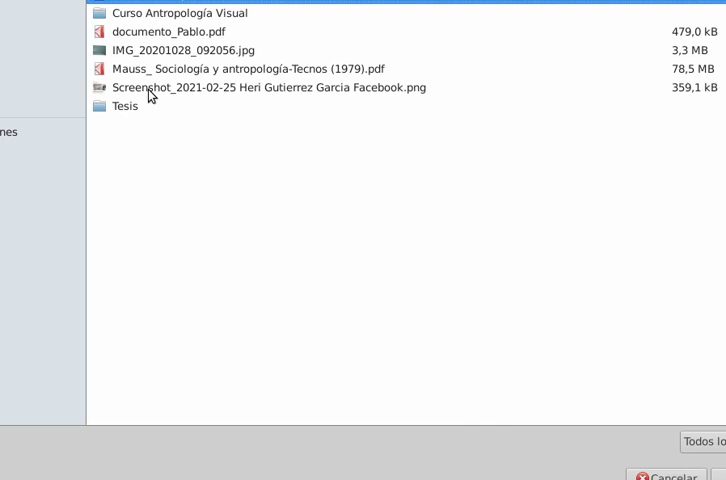 Curso Antropología Visual
documento_Pablo.pdf 479,0 kB
IMG_20201028_092056.jpg 3,3 MB
Mauss_ Sociología y antropología-Tecnos (1979).pdf 78,5 MB
Screenshot_2021-02-25 Heri Gutierrez Garcia Facebook.png 359,1 kB
Tesis
nes
Todos lo
Cancelar